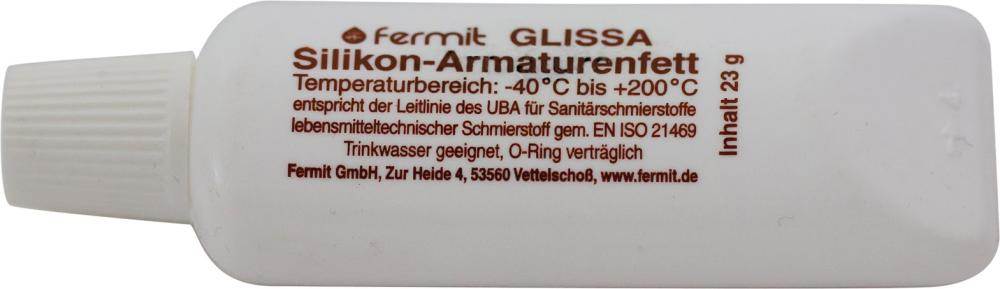 fermit GLISSA
Silikon-Armaturenfett
Temperaturbereich: -40°C bis +200°C
entspricht der Leitlinie des UBA für Sanitärschmierstoffe
lebensmitteltechnischer Schmierstoff gem. EN ISO 21469
Trinkwasser geeignet, O-Ring verträglich
Fermit GmbH, Zur Heide 4, 53560 Vettelschoß, www.fermit.de
Inhalt 23 g